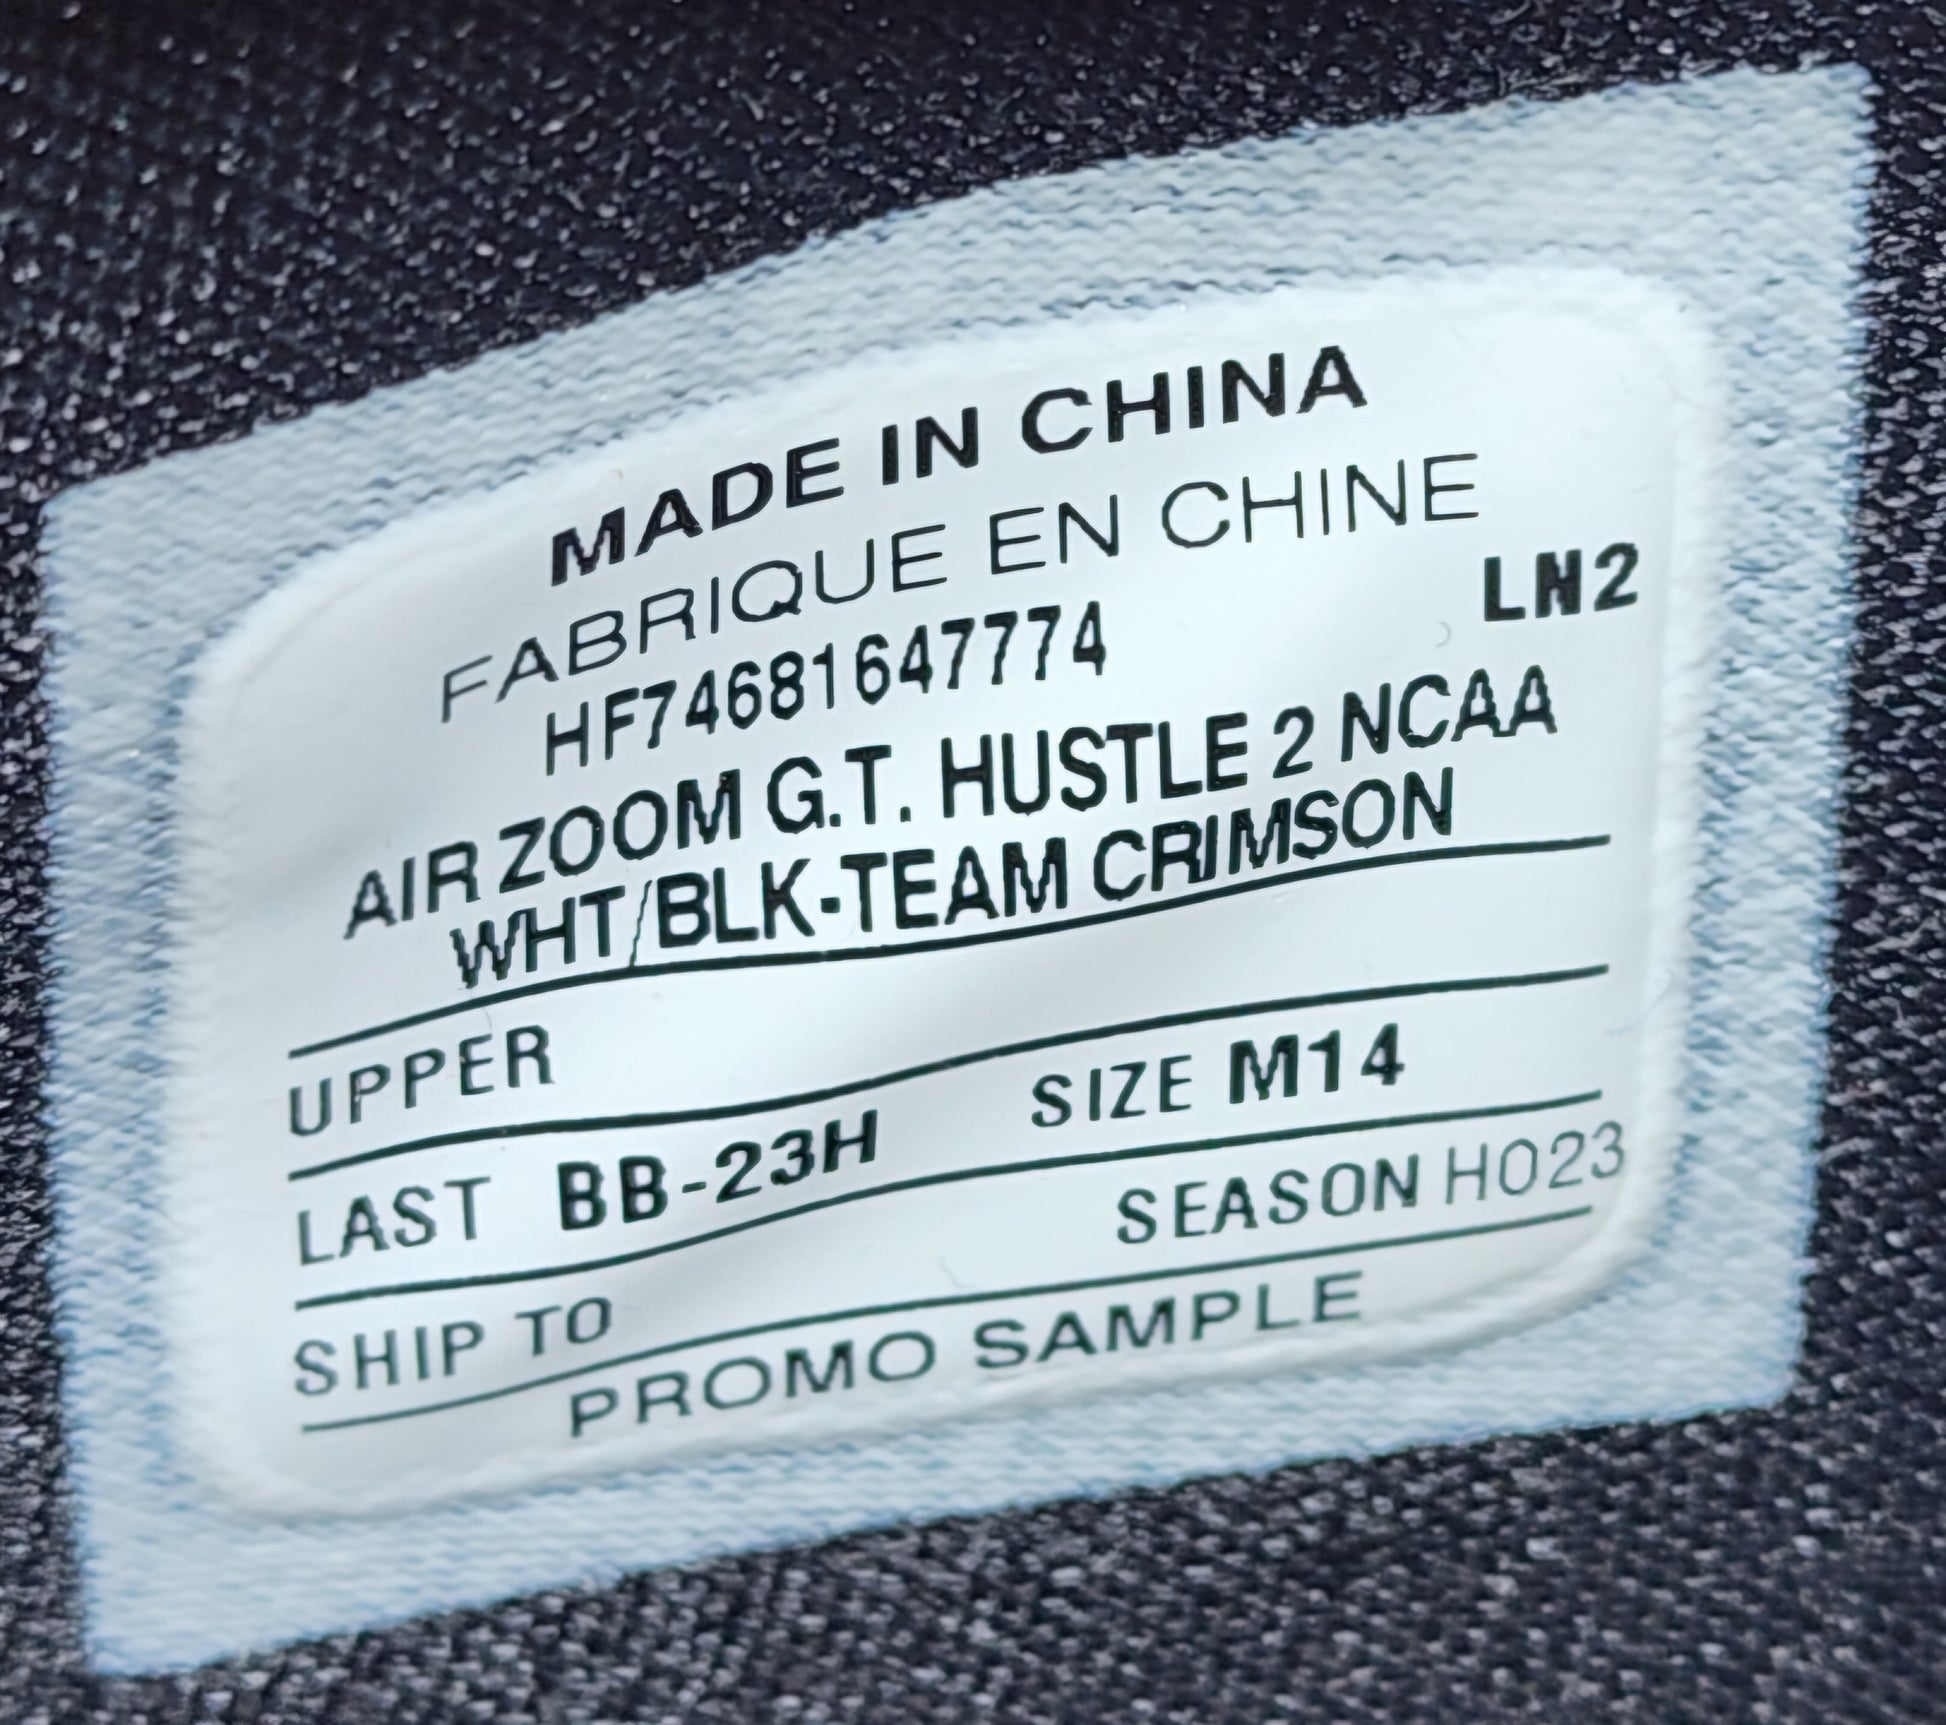 MADE IN CHINA
FABRIQUE EN CHINE
LN2
HF74681647774
AIR ZOOM G.T. HUSTLE 2 NCAA
WHT/BLK-TEAM CRIMSON
UPPER
LAST BB-23H SIZE M14
SEASON HO23
SHIP TO
PROMO SAMPLE